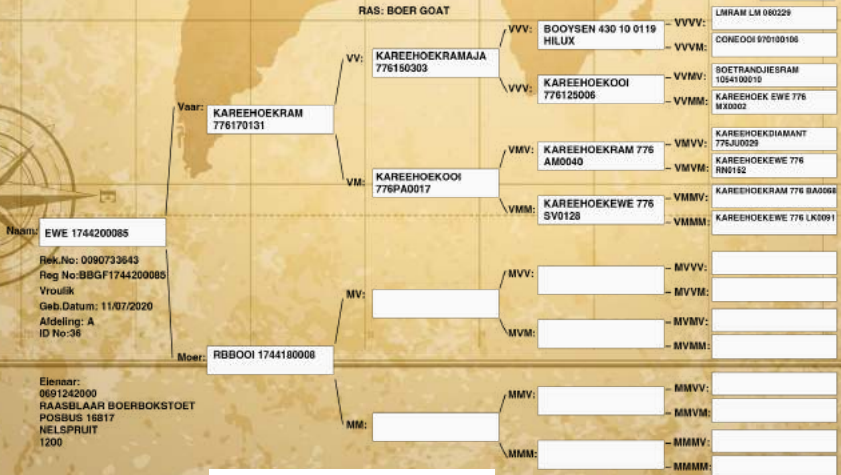 RAS: BOER GOAT
Naam:
EWE 1744200085
Rek.No: 0090733643
Reg No:BBGF1744200085
Vroulik
Geb.Datum: 11/07/2020
Afdeling: A
ID No:36
Eienaar:
0691242000
RAASBLAAR BOERBOKSTOET
POSBUS 16817
NELSPRUIT
1200
Vaar:
KAREEHOEKRAM
776170131
Moer:
RBBOOI 1744180008
VV:
KAREEHOEKRAMAJA
776150303
VM:
KAREEHOEKOOI
776PA0017
MV:
MM:
VVV:
BOOYSEN 430 10 0119
HILUX
VVV:
KAREEHOEKOOI
776125006
VMV:
KAREEHOEKRAM 776
AM0040
VMM:
KAREEHOEKEWE 776
SV0128
MVV:
MVM:
MMV:
MMM:
VVVV:
LMRAM LM 080229
VVVM:
CONEOOI 970100106
VVMV:
SOETRANDJIESRAM
1054100010
VVMM:
KAREEHOEK EWE 776
MX0002
VMVV:
KAREEHOEKDIAMANT
776JU0029
VMVM:
KAREEHOEKEWE 776
RN0152
VMMV:
KAREEHOEKRAM 776 BA0068
VMMM:
KAREEHOEKEWE 776 LK0091
MVVV:
MVVM:
MVMV:
MVMM:
MMVV:
MMVM:
MMMV:
MMMM: